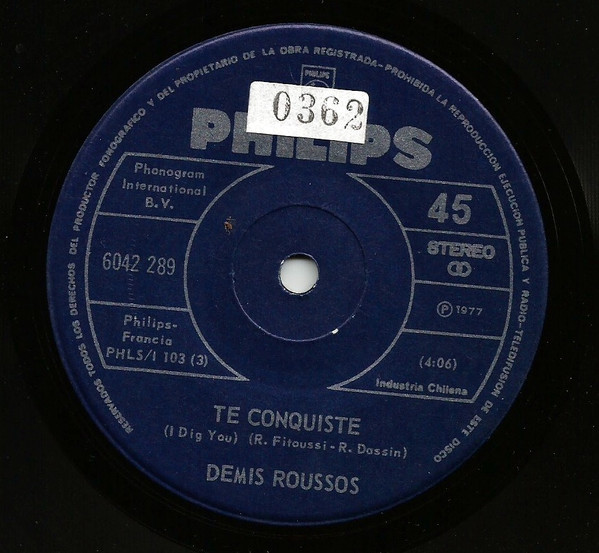 RESERVADOS TODOS LOS DERECHOS DEL PRODUCTOR FONOGRAFICO Y DEL PROPIETARIO DE LA OBRA REGISTRADA-PROHIBIDA LA REPRODUCCION EJECUCION PUBLICA Y RADIO-TELEDIFUSION DE ESTE DISCO
PHILIPS
0362
PHILIPS
Phonogram
International
B.V.
45
STEREO
6042 289
Ⓟ 1977
Philips-
Francia
PHLS/I 103 (3)
(4:06)
Industria Chilena
TE CONQUISTE
(I Dig You) (R. Fitoussi-R. Dassin)
DEMIS ROUSSOS